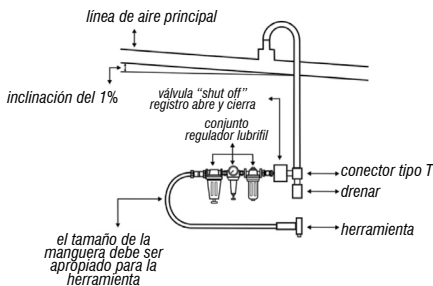 línea de aire principal
inclinación del 1%
válvula “shut off”
registro abre y cierra
conjunto
regulador lubrifil
conector tipo T
drenar
herramienta
el tamaño de la
manguera debe ser
apropiado para la
herramienta